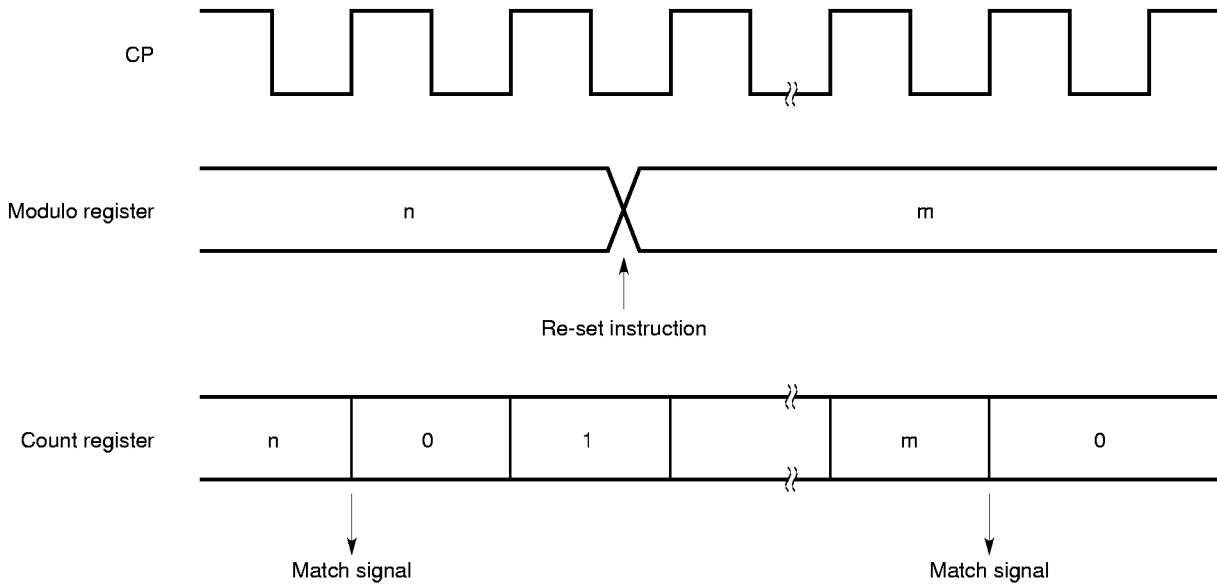 CP
Modulo register
n
m
Re-set instruction
Count register
n 0 1 m 0
Match signal
Match signal